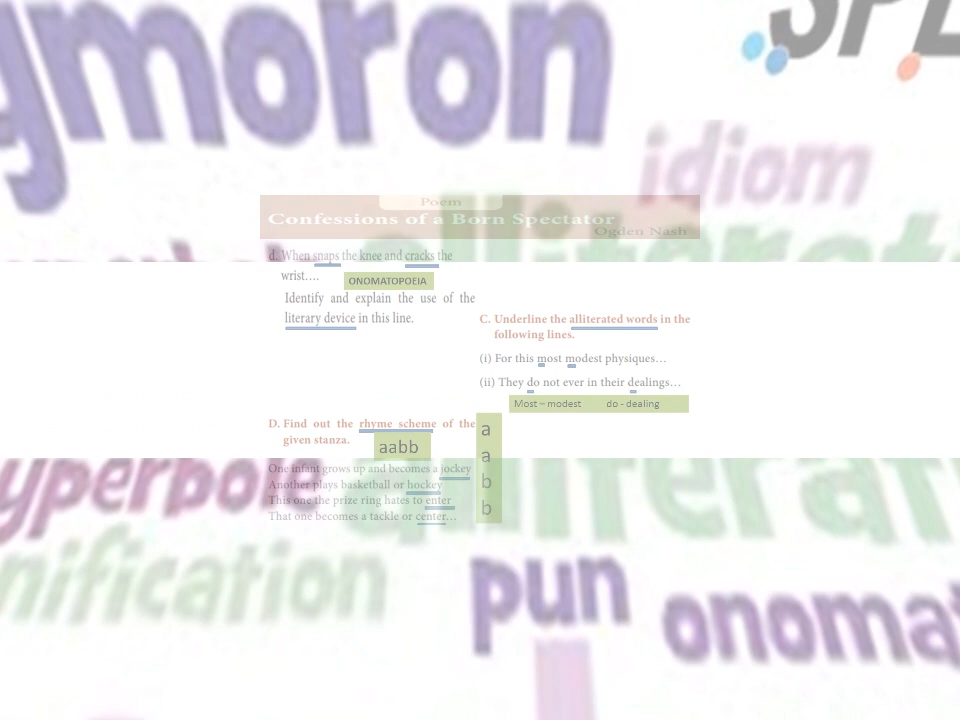 gmoron
SPE
idiom
Poem
Confessions of a Born Spectator
Ogden Nash
d. When snaps the knee and cracks the
wrist….
ONOMATOPOEIA
Identify and explain the use of the
literary device in this line.
C. Underline the alliterated words in the
following lines.
(i) For this most modest physiques…
(ii) They do not ever in their dealings…
Most – modest do - dealing
D. Find out the rhyme scheme of the
given stanza.
aabb
One infant grows up and becomes a jockey
Another plays basketball or hockey
This one the prize ring hates to enter
That one becomes a tackle or center…
a
a
b
b
yperbole
alliterati
nification
pun
onomat